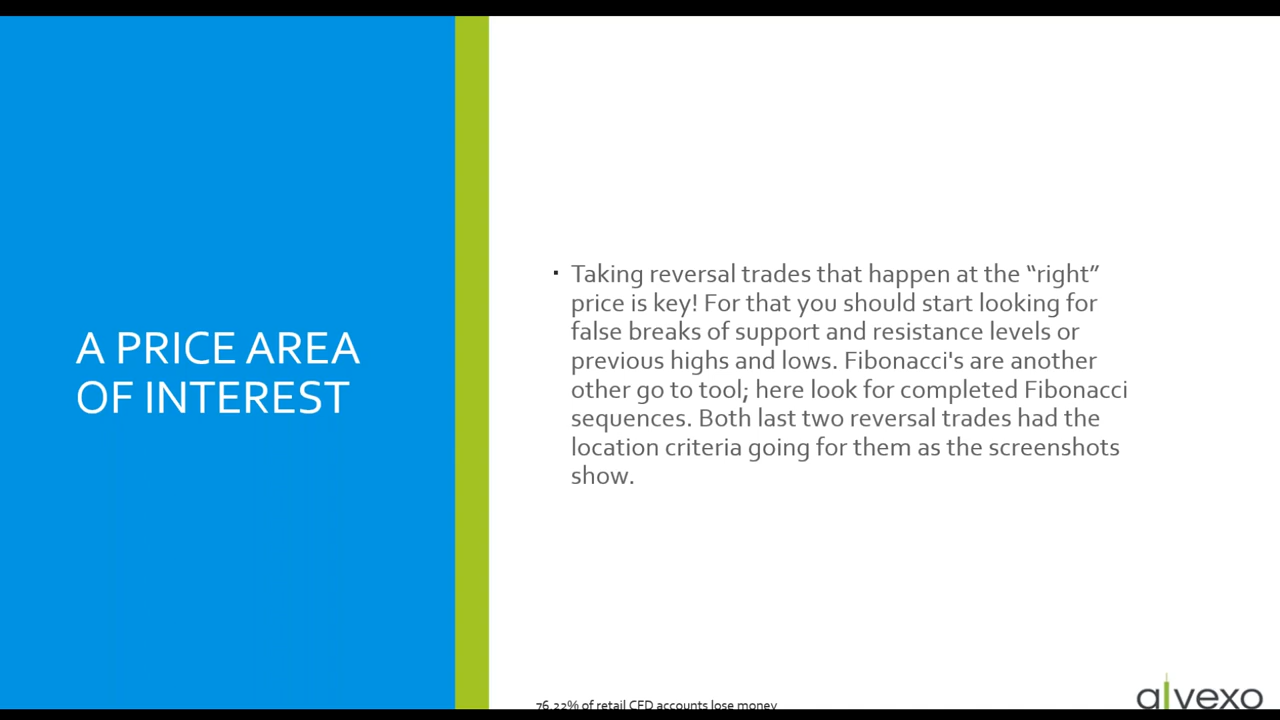 A PRICE AREA
OF INTEREST
▪ Taking reversal trades that happen at the “right”
price is key! For that you should start looking for
false breaks of support and resistance levels or
previous highs and lows. Fibonacci's are another
other go to tool; here look for completed Fibonacci
sequences. Both last two reversal trades had the
location criteria going for them as the screenshots
show.
76.22% of retail CFD accounts lose money
alvexo